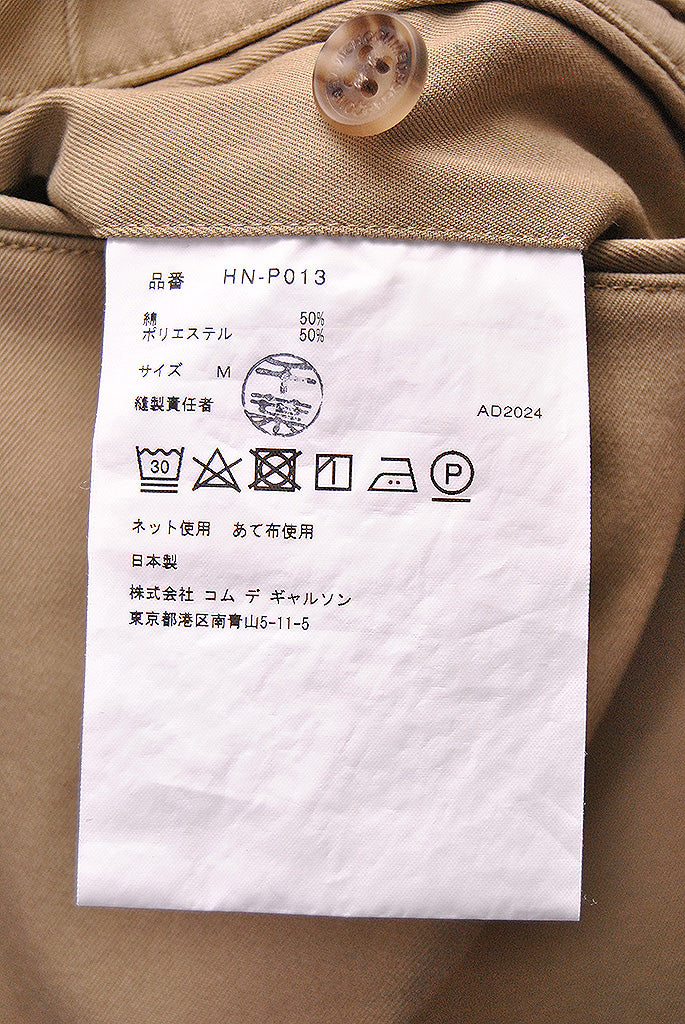 品番 HN-P013
綿 50%
ポリエステル 50%
サイズ M
千葉
縫製責任者
AD2024
30
P
ネット使用 あて布使用
日本製
株式会社 コム デ ギャルソン
東京都港区南青山5-11-5